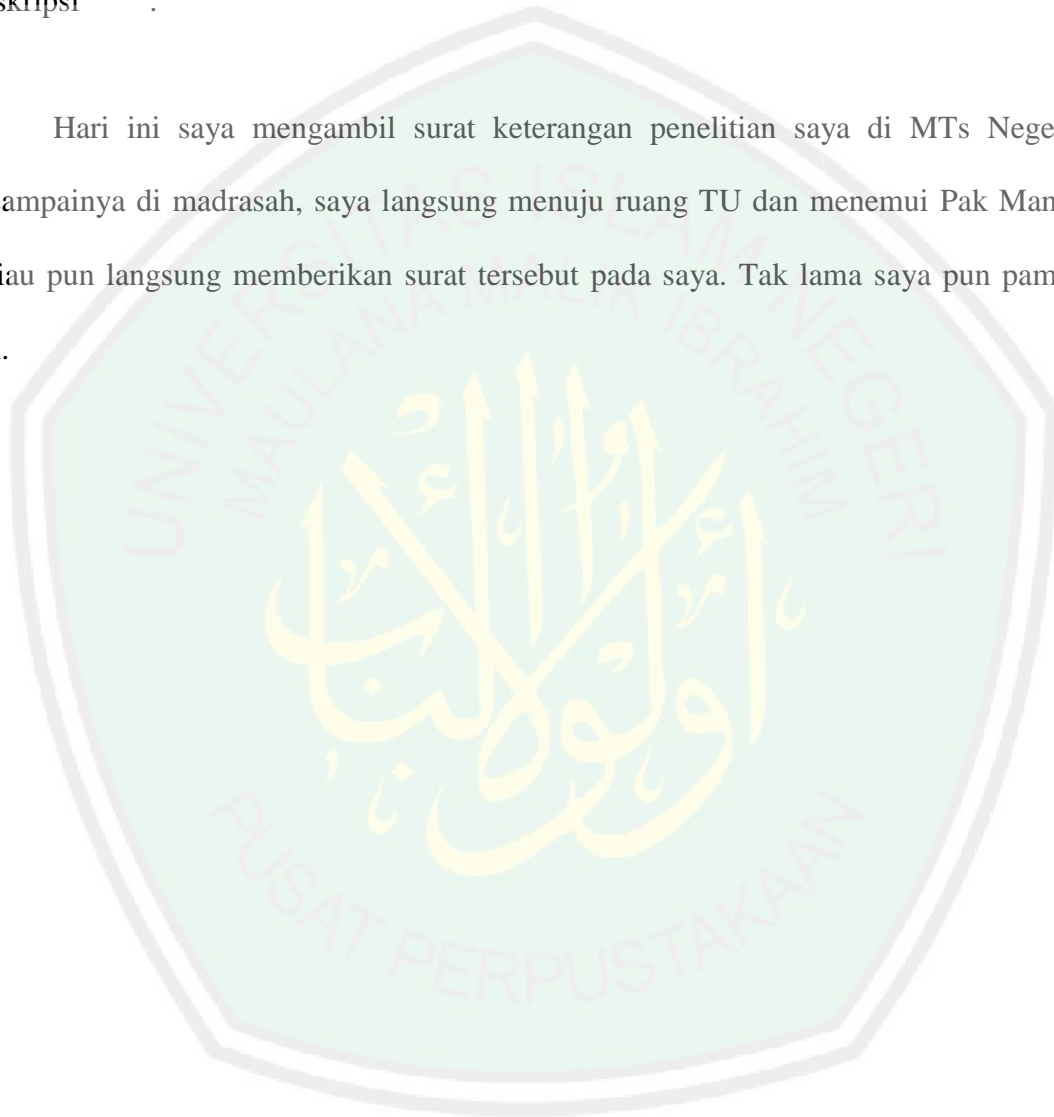 skripsi .
Hari ini saya mengambil surat keterangan penelitian saya di MTs Nege
ampainya di madrasah, saya langsung menuju ruang TU dan menemui Pak Man
iau pun langsung memberikan surat tersebut pada saya. Tak lama saya pun pam
.
UNIVERSITAS ISLAM NEGERI
MAULANA MALIK IBRAHIM
أولوا الألباب
PUSAT PERPUSTAKAAN